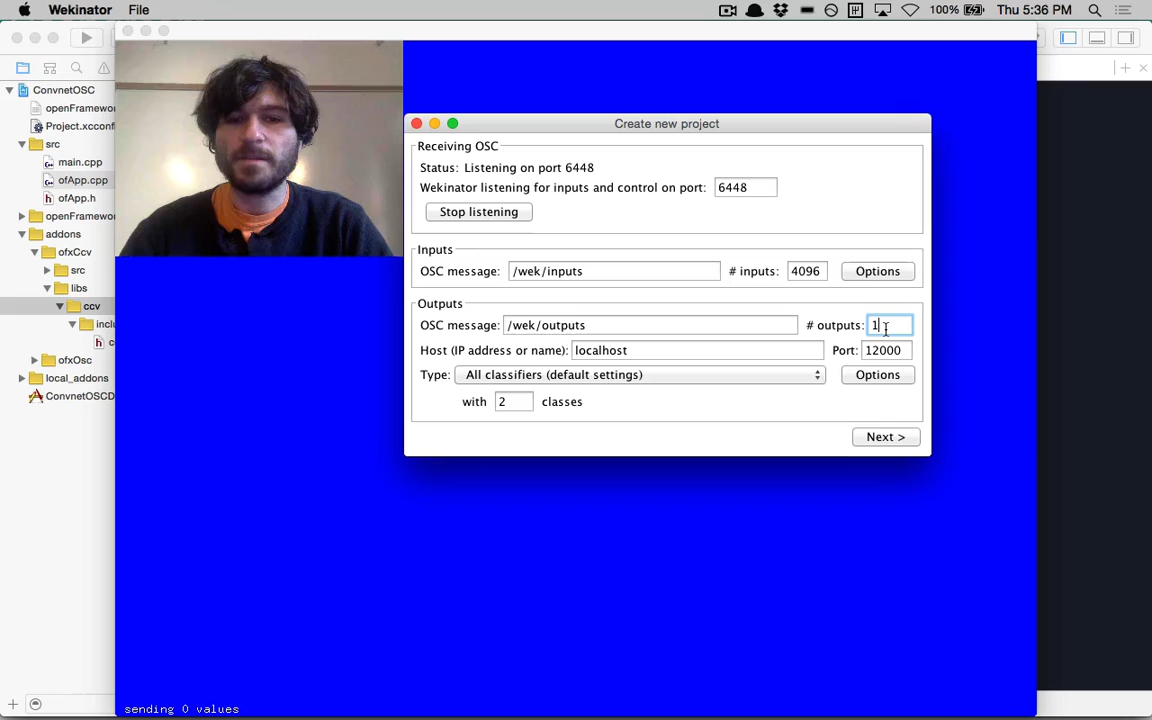 Wekinator File 100% Thu 5:36 PM
ConvnetOSC
openFramewo
Project.xcconf
src
main.cpp
ofApp.cpp
ofApp.h
openFramewo
addons
ofxCcv
src
libs
ccv
inclu
ofxOsc
local_addons
ConvnetOSCD
Create new project
Receiving OSC
Status: Listening on port 6448
Wekinator listening for inputs and control on port: 6448
Stop listening
Inputs
OSC message: /wek/inputs # inputs: 4096 Options
Outputs
OSC message: /wek/outputs # outputs: 1
Host (IP address or name): localhost Port: 12000
Type: All classifiers (default settings) Options
with 2 classes
Next >
sending 0 values